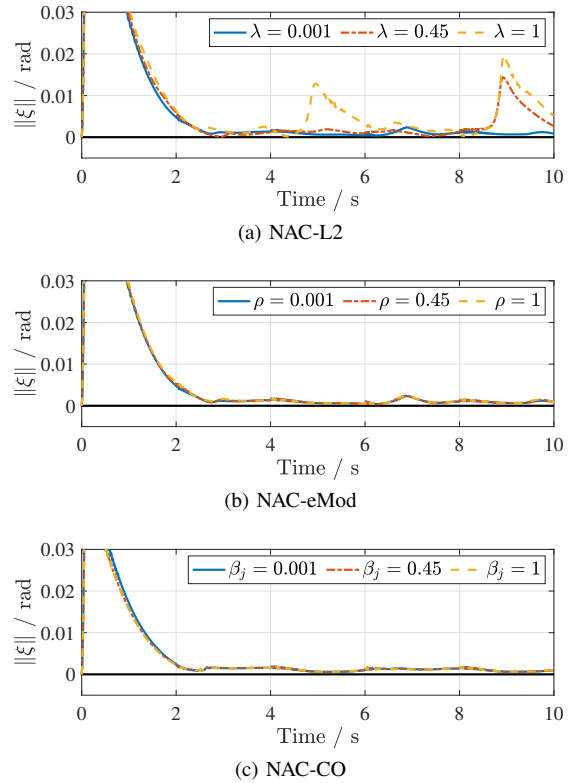 0.03
0.02
0.01
0
‖ξ‖ / rad
λ = 0.001 λ = 0.45 λ = 1
0 2 4 6 8 10
Time / s
(a) NAC-L2
0.03
0.02
0.01
0
‖ξ‖ / rad
ρ = 0.001 ρ = 0.45 ρ = 1
0 2 4 6 8 10
Time / s
(b) NAC-eMod
0.03
0.02
0.01
0
‖ξ‖ / rad
βⱼ = 0.001 βⱼ = 0.45 βⱼ = 1
0 2 4 6 8 10
Time / s
(c) NAC-CO